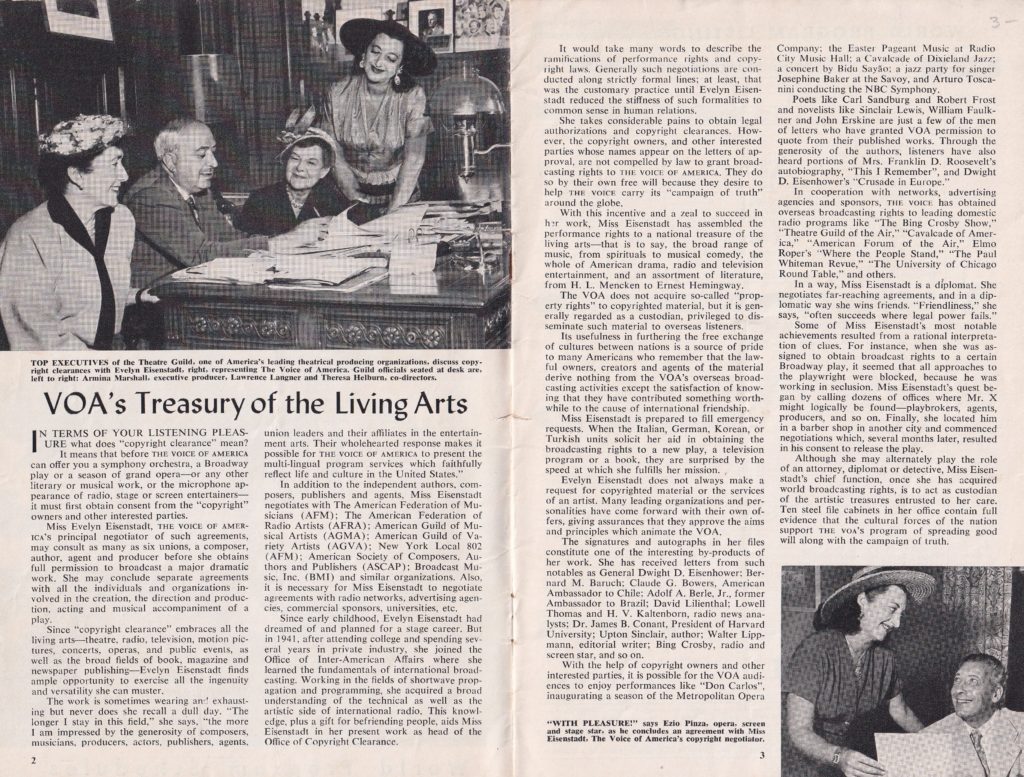 TOP EXECUTIVES of the Theatre Guild, one of America's leading theatrical producing organizations, discuss copy-
right clearances with Evelyn Eisenstadt, right, representing The Voice of America. Guild officials seated at desk are,
left to right: Armina Marshall, executive producer, Lawrence Langner and Theresa Helburn, co-directors.
VOA's Treasury of the Living Arts
IN TERMS OF YOUR LISTENING PLEAS-
URE what does "copyright clearance" mean?
It means that before THE VOICE OF AMERICA
can offer you a symphony orchestra, a Broadway
play or a season of grand opera—or any other
literary or musical work, or the microphone ap-
pearance of radio, stage or screen entertainers—
it must first obtain consent from the "copyright"
owners and other interested parties.
Miss Evelyn Eisenstadt, THE VOICE OF AMER-
ICA's principal negotiator of such agreements,
may consult as many as six unions, a composer,
author, agent and producer before she obtains
full permission to broadcast a major dramatic
work. She may conclude separate agreements
with all the individuals and organizations in-
volved in the creation, the direction and produc-
tion, acting and musical accompaniment of a
play.
Since "copyright clearance" embraces all the
living arts—theatre, radio, television, motion pic-
tures, concerts, operas, and public events, as
well as the broad fields of book, magazine and
newspaper publishing—Evelyn Eisenstadt finds
ample opportunity to exercise all the ingenuity
and versatility she can muster.
The work is sometimes wearing and exhaust-
ing but never does she recall a dull day. "The
longer I stay in this field," she says, "the more
I am impressed by the generosity of composers,
musicians, producers, actors, publishers, agents,
union leaders and their affiliates in the entertain-
ment arts. Their wholehearted response makes it
possible for THE VOICE OF AMERICA to present the
multi-lingual program services which faithfully
reflect life and culture in the United States."
In addition to the independent authors, com-
posers, publishers and agents, Miss Eisenstadt
negotiates with The American Federation of Mu-
sicians (AFM); The American Federation of
Radio Artists (AFRA); American Guild of Mu-
sical Artists (AGMA); American Guild of Va-
riety Artists (AGVA); New York Local 802
(AFM); American Society of Composers, Au-
thors and Publishers (ASCAP); Broadcast Mu-
sic, Inc. (BMI) and similar organizations. Also,
it is necessary for Miss Eisenstadt to negotiate
agreements with radio networks, advertising agen-
cies, commercial sponsors, universities, etc.
Since early childhood, Evelyn Eisenstadt had
dreamed of and planned for a stage career. But
in 1941, after attending college and spending sev-
eral years in private industry, she joined the
Office of Inter-American Affairs where she
learned the fundamentals of international broad-
casting. Working in the fields of shortwave prop-
agation and programming, she acquired a broad
understanding of the technical as well as the
artistic side of international radio. This knowl-
edge, plus a gift for befriending people, aids Miss
Eisenstadt in her present work as head of the
Office of Copyright Clearance.
2
3 –
It would take many words to describe the
ramifications of performance rights and copy-
right laws. Generally such negotiations are con-
ducted along strictly formal lines; at least, that
was the customary practice until Evelyn Eisen-
stadt reduced the stiffness of such formalities to
common sense in human relations.
She takes considerable pains to obtain legal
authorizations and copyright clearances. How-
ever, the copyright owners, and other interested
parties whose names appear on the letters of ap-
proval, are not compelled by law to grant broad-
casting rights to THE VOICE OF AMERICA. They do
so by their own free will because they desire to
help THE VOICE carry its "campaign of truth"
around the globe.
With this incentive and a zeal to succeed in
her work, Miss Eisenstadt has assembled the
performance rights to a national treasure of the
living arts—that is to say, the broad range of
music, from spirituals to musical comedy, the
whole of American drama, radio and television
entertainment, and an assortment of literature,
from H. L. Mencken to Ernest Hemingway.
The VOA does not acquire so-called "prop-
erty rights" to copyrighted material, but it is gen-
erally regarded as a custodian, privileged to dis-
seminate such material to overseas listeners.
Its usefulness in furthering the free exchange
of cultures between nations is a source of pride
to many Americans who remember that the law-
ful owners, creators and agents of the material
derive nothing from the VOA's overseas broad-
casting activities except the satisfaction of know-
ing that they have contributed something worth-
while to the cause of international friendship.
Miss Eisenstadt is prepared to fill emergency
requests. When the Italian, German, Korean, or
Turkish units solicit her aid in obtaining the
broadcasting rights to a new play, a television
program or a book, they are surprised by the
speed at which she fulfills her mission.
Evelyn Eisenstadt does not always make a
request for copyrighted material or the services
of an artist. Many leading organizations and per-
sonalities have come forward with their own of-
fers, giving assurances that they approve the aims
and principles which animate the VOA.
The signatures and autographs in her files
constitute one of the interesting by-products of
her work. She has received letters from such
notables as General Dwight D. Eisenhower; Ber-
nard M. Baruch; Claude G. Bowers, American
Ambassador to Chile; Adolf A. Berle, Jr., former
Ambassador to Brazil; David Lilienthal; Lowell
Thomas and H. V. Kaltenborn, radio news ana-
lysts; Dr. James B. Conant, President of Harvard
University; Upton Sinclair, author; Walter Lipp-
mann, editorial writer; Bing Crosby, radio and
screen star, and so on.
With the help of copyright owners and other
interested parties, it is possible for the VOA audi-
ences to enjoy performances like "Don Carlos",
inaugurating a season of the Metropolitan Opera
Company; the Easter Pageant Music at Radio
City Music Hall; a Cavalcade of Dixieland Jazz;
a concert by Bidu Sayão; a jazz party for singer
Josephine Baker at the Savoy, and Arturo Tosca-
nini conducting the NBC Symphony.
Poets like Carl Sandburg and Robert Frost
and novelists like Sinclair Lewis, William Faulk-
ner and John Erskine are just a few of the men
of letters who have granted VOA permission to
quote from their published works. Through the
generosity of the authors, listeners have also
heard portions of Mrs. Franklin D. Roosevelt's
autobiography, "This I Remember", and Dwight
D. Eisenhower's "Crusade in Europe."
In cooperation with networks, advertising
agencies and sponsors, THE VOICE has obtained
overseas broadcasting rights to leading domestic
radio programs like "The Bing Crosby Show,"
"Theatre Guild of the Air," "Cavalcade of Amer-
ica," "American Forum of the Air," Elmo
Roper's "Where the People Stand," "The Paul
Whiteman Revue," "The University of Chicago
Round Table," and others.
In a way, Miss Eisenstadt is a diplomat. She
negotiates far-reaching agreements, and in a dip-
lomatic way she wins friends. "Friendliness," she
says, "often succeeds where legal power fails."
Some of Miss Eisenstadt's most notable
achievements resulted from a rational interpreta-
tion of clues. For instance, when she was as-
signed to obtain broadcast rights to a certain
Broadway play, it seemed that all approaches to
the playwright were blocked, because he was
working in seclusion. Miss Eisenstadt's quest be-
gan by calling dozens of offices where Mr. X
might logically be found—playbrokers, agents,
producers, and so on. Finally, she located him
in a barber shop in another city and commenced
negotiations which, several months later, resulted
in his consent to release the play.
Although she may alternately play the role
of an attorney, diplomat or detective, Miss Eisen-
stadt's chief function, once she has acquired
world broadcasting rights, is to act as custodian
of the artistic treasures entrusted to her care.
Ten steel file cabinets in her office contain full
evidence that the cultural forces of the nation
support THE VOA's program of spreading good
will along with the campaign of truth.
"WITH PLEASURE!" says Ezio Pinza, opera, screen
and stage star, as he concludes an agreement with Miss
Eisenstadt, The Voice of America's copyright negotiator.
3